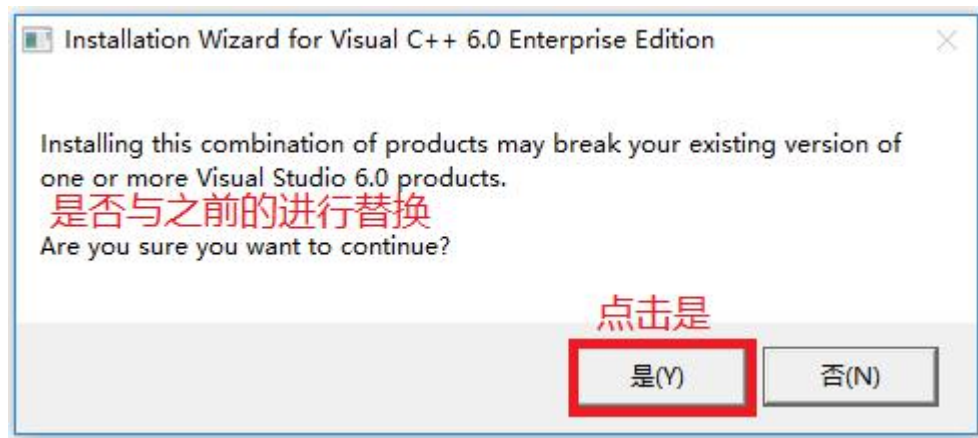 Installation Wizard for Visual C++ 6.0 Enterprise Edition
Installing this combination of products may break your existing version of
one or more Visual Studio 6.0 products.
是否与之前的进行替换
Are you sure you want to continue?
点击是
是(Y)
否(N)